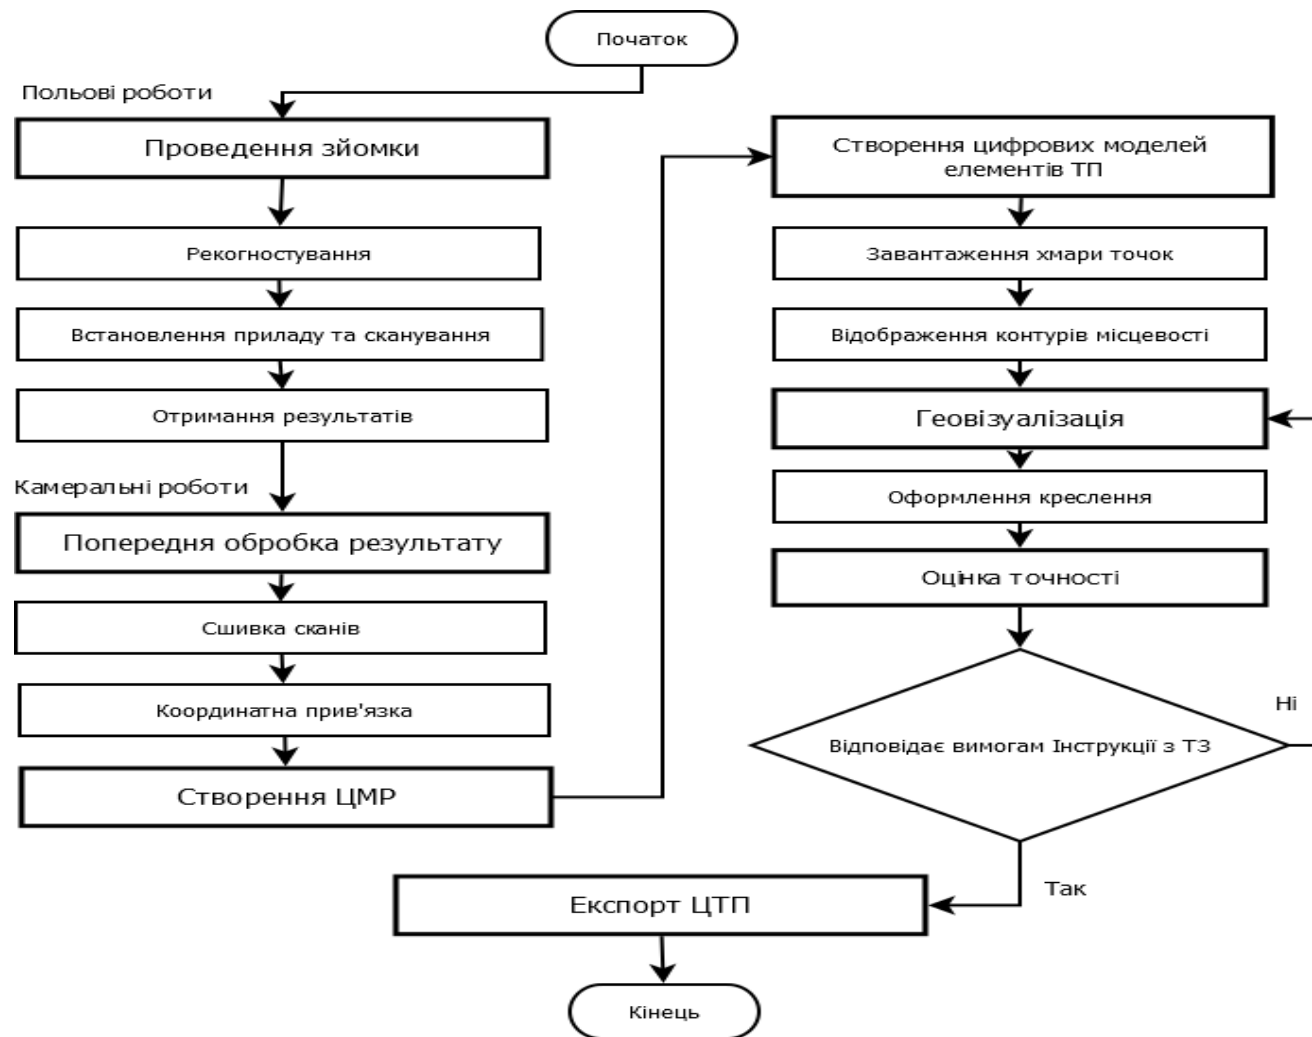 Початок
Польові роботи
Проведення зйомки
Рекогностування
Встановлення приладу та сканування
Отримання результатів
Камеральні роботи
Попередня обробка результату
Сшивка сканів
Координатна прив'язка
Створення ЦМР
Створення цифрових моделей
елементів ТП
Завантаження хмари точок
Відображення контурів місцевості
Геовізуалізація
Оформлення креслення
Оцінка точності
Ні
Відповідає вимогам Інструкції з ТЗ
Так
Експорт ЦТП
Кінець